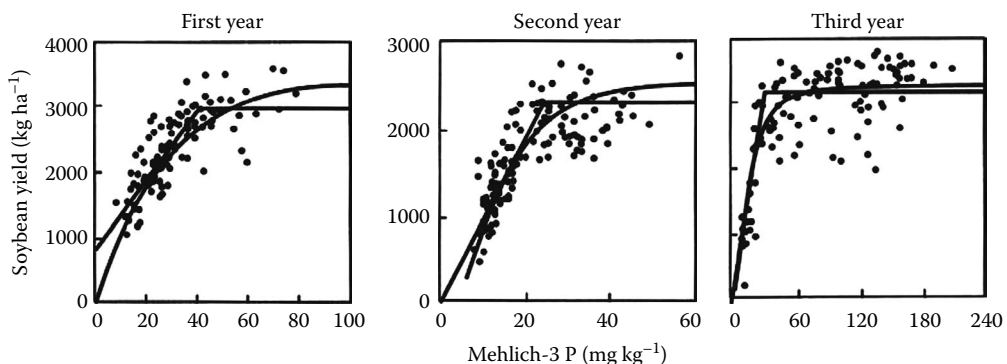 First year
Second year
Third year
Soybean yield (kg ha⁻¹)
4000
3000
2000
1000
0
0 20 40 60 80 100
3000
2000
1000
0
0 20 40 60
0 60 120 180 240
Mehlich-3 P (mg kg⁻¹)